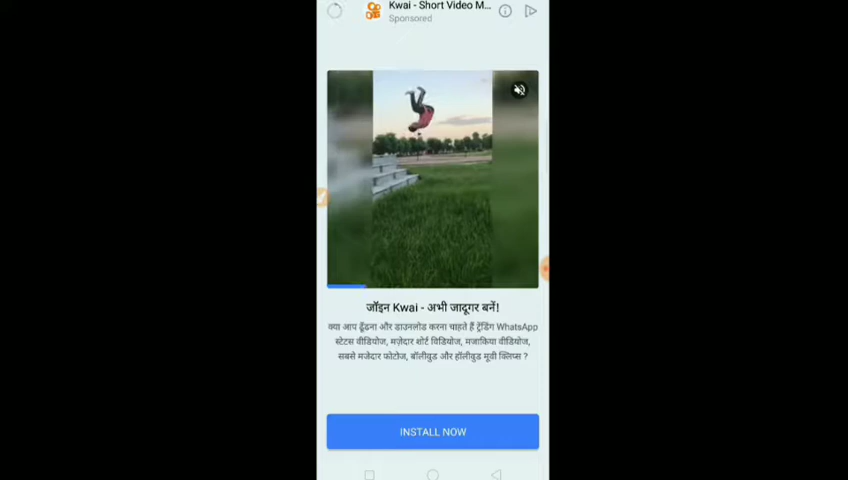 Kwai - Short Video M...
Sponsored
जॉइन Kwai - अभी जादूगर बनें!
क्या आप ढूँढना और डाउनलोड करना चाहते हैं ट्रेंडिंग WhatsApp
स्टेटस वीडियोज, मज़ेदार शोर्ट विडियोज, मजाकिया वीडियोज,
सबसे मजेदार फोटोज, बॉलीवुड और हॉलीवुड मूवी क्लिप्स ?
INSTALL NOW